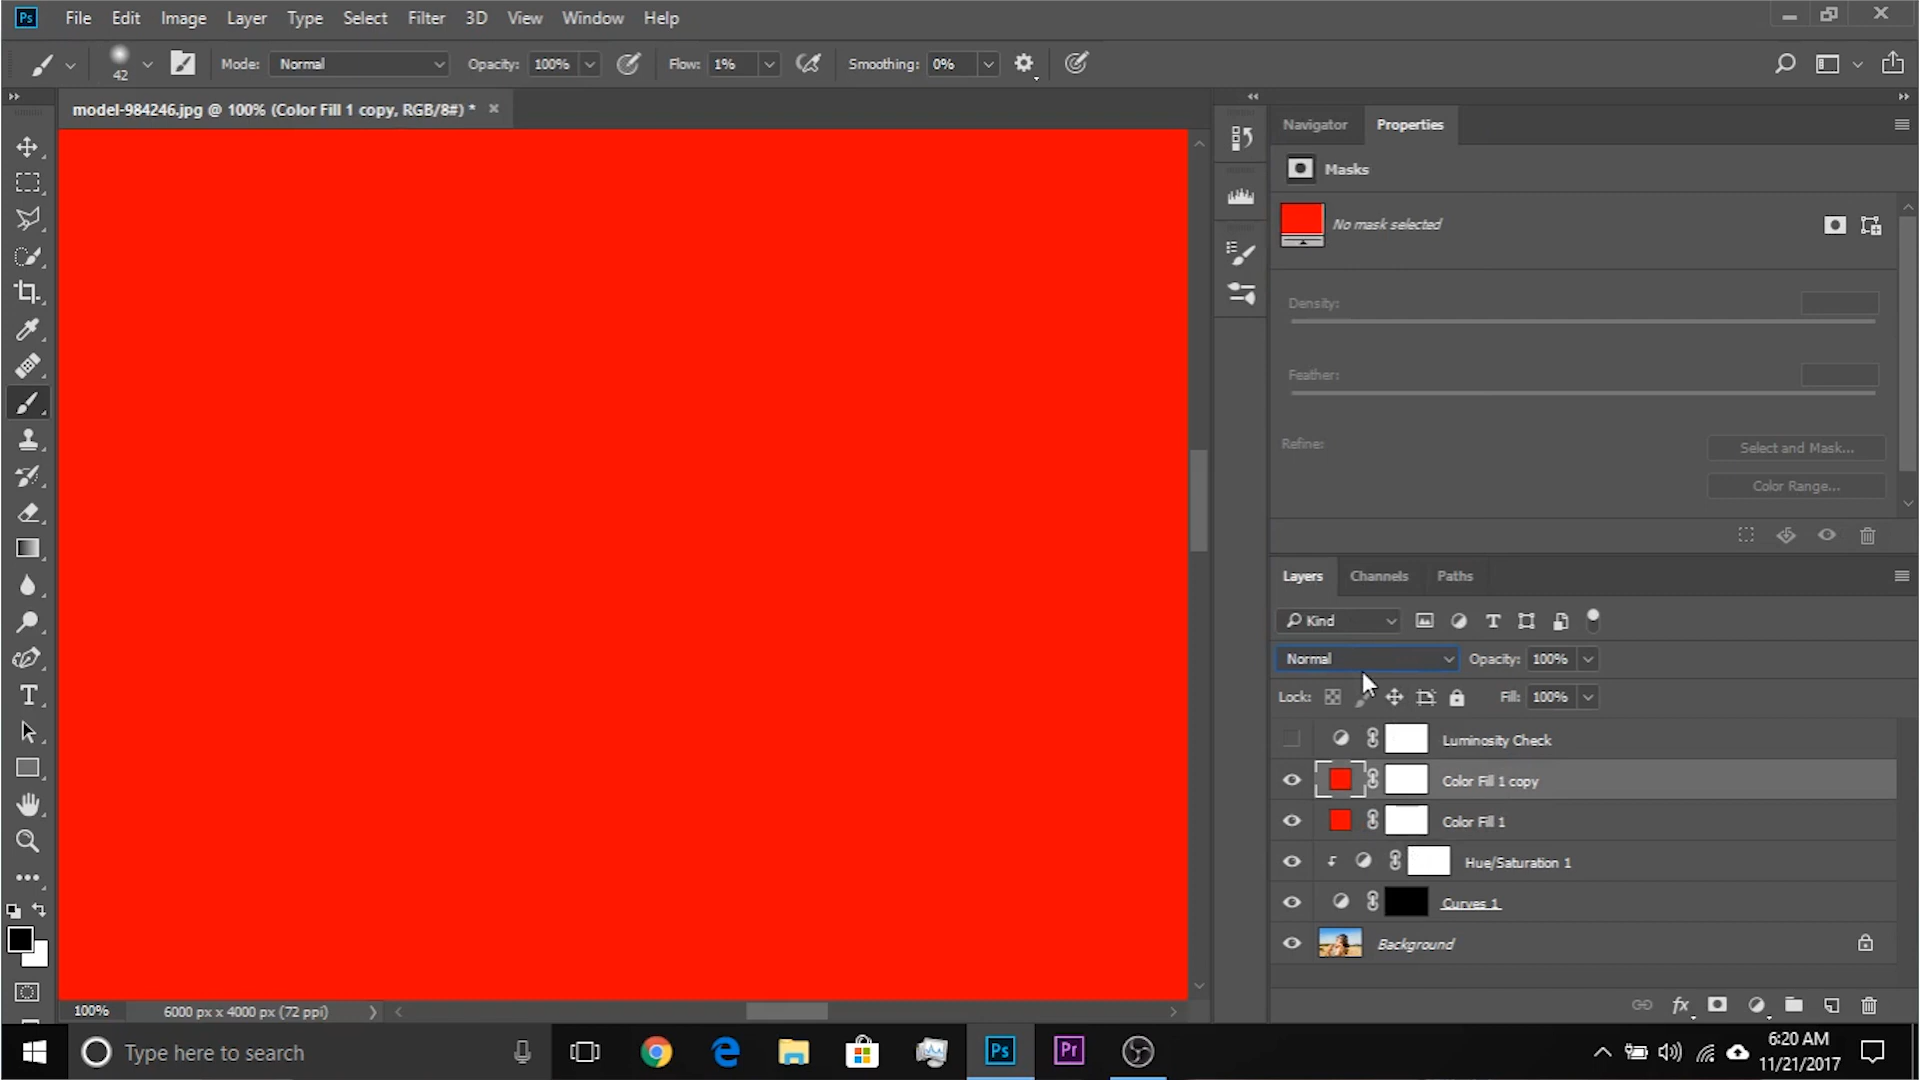 Ps File Edit Image Layer Type Select Filter 3D View Window Help
42 Mode: Normal Opacity: 100% Flow: 1% Smoothing: 0%
model-984246.jpg @ 100% (Color Fill 1 copy, RGB/8#) *
Navigator Properties
Masks
No mask selected
Density:
Feather:
Refine:
Select and Mask...
Color Range...
Layers Channels Paths
Kind
Normal Opacity: 100%
Lock: Fill: 100%
Luminosity Check
Color Fill 1 copy
Color Fill 1
Hue/Saturation 1
Curves 1
Background
fx
100% 6000 px x 4000 px (72 ppi)
Type here to search
Ps Pr
6:20 AM
11/21/2017